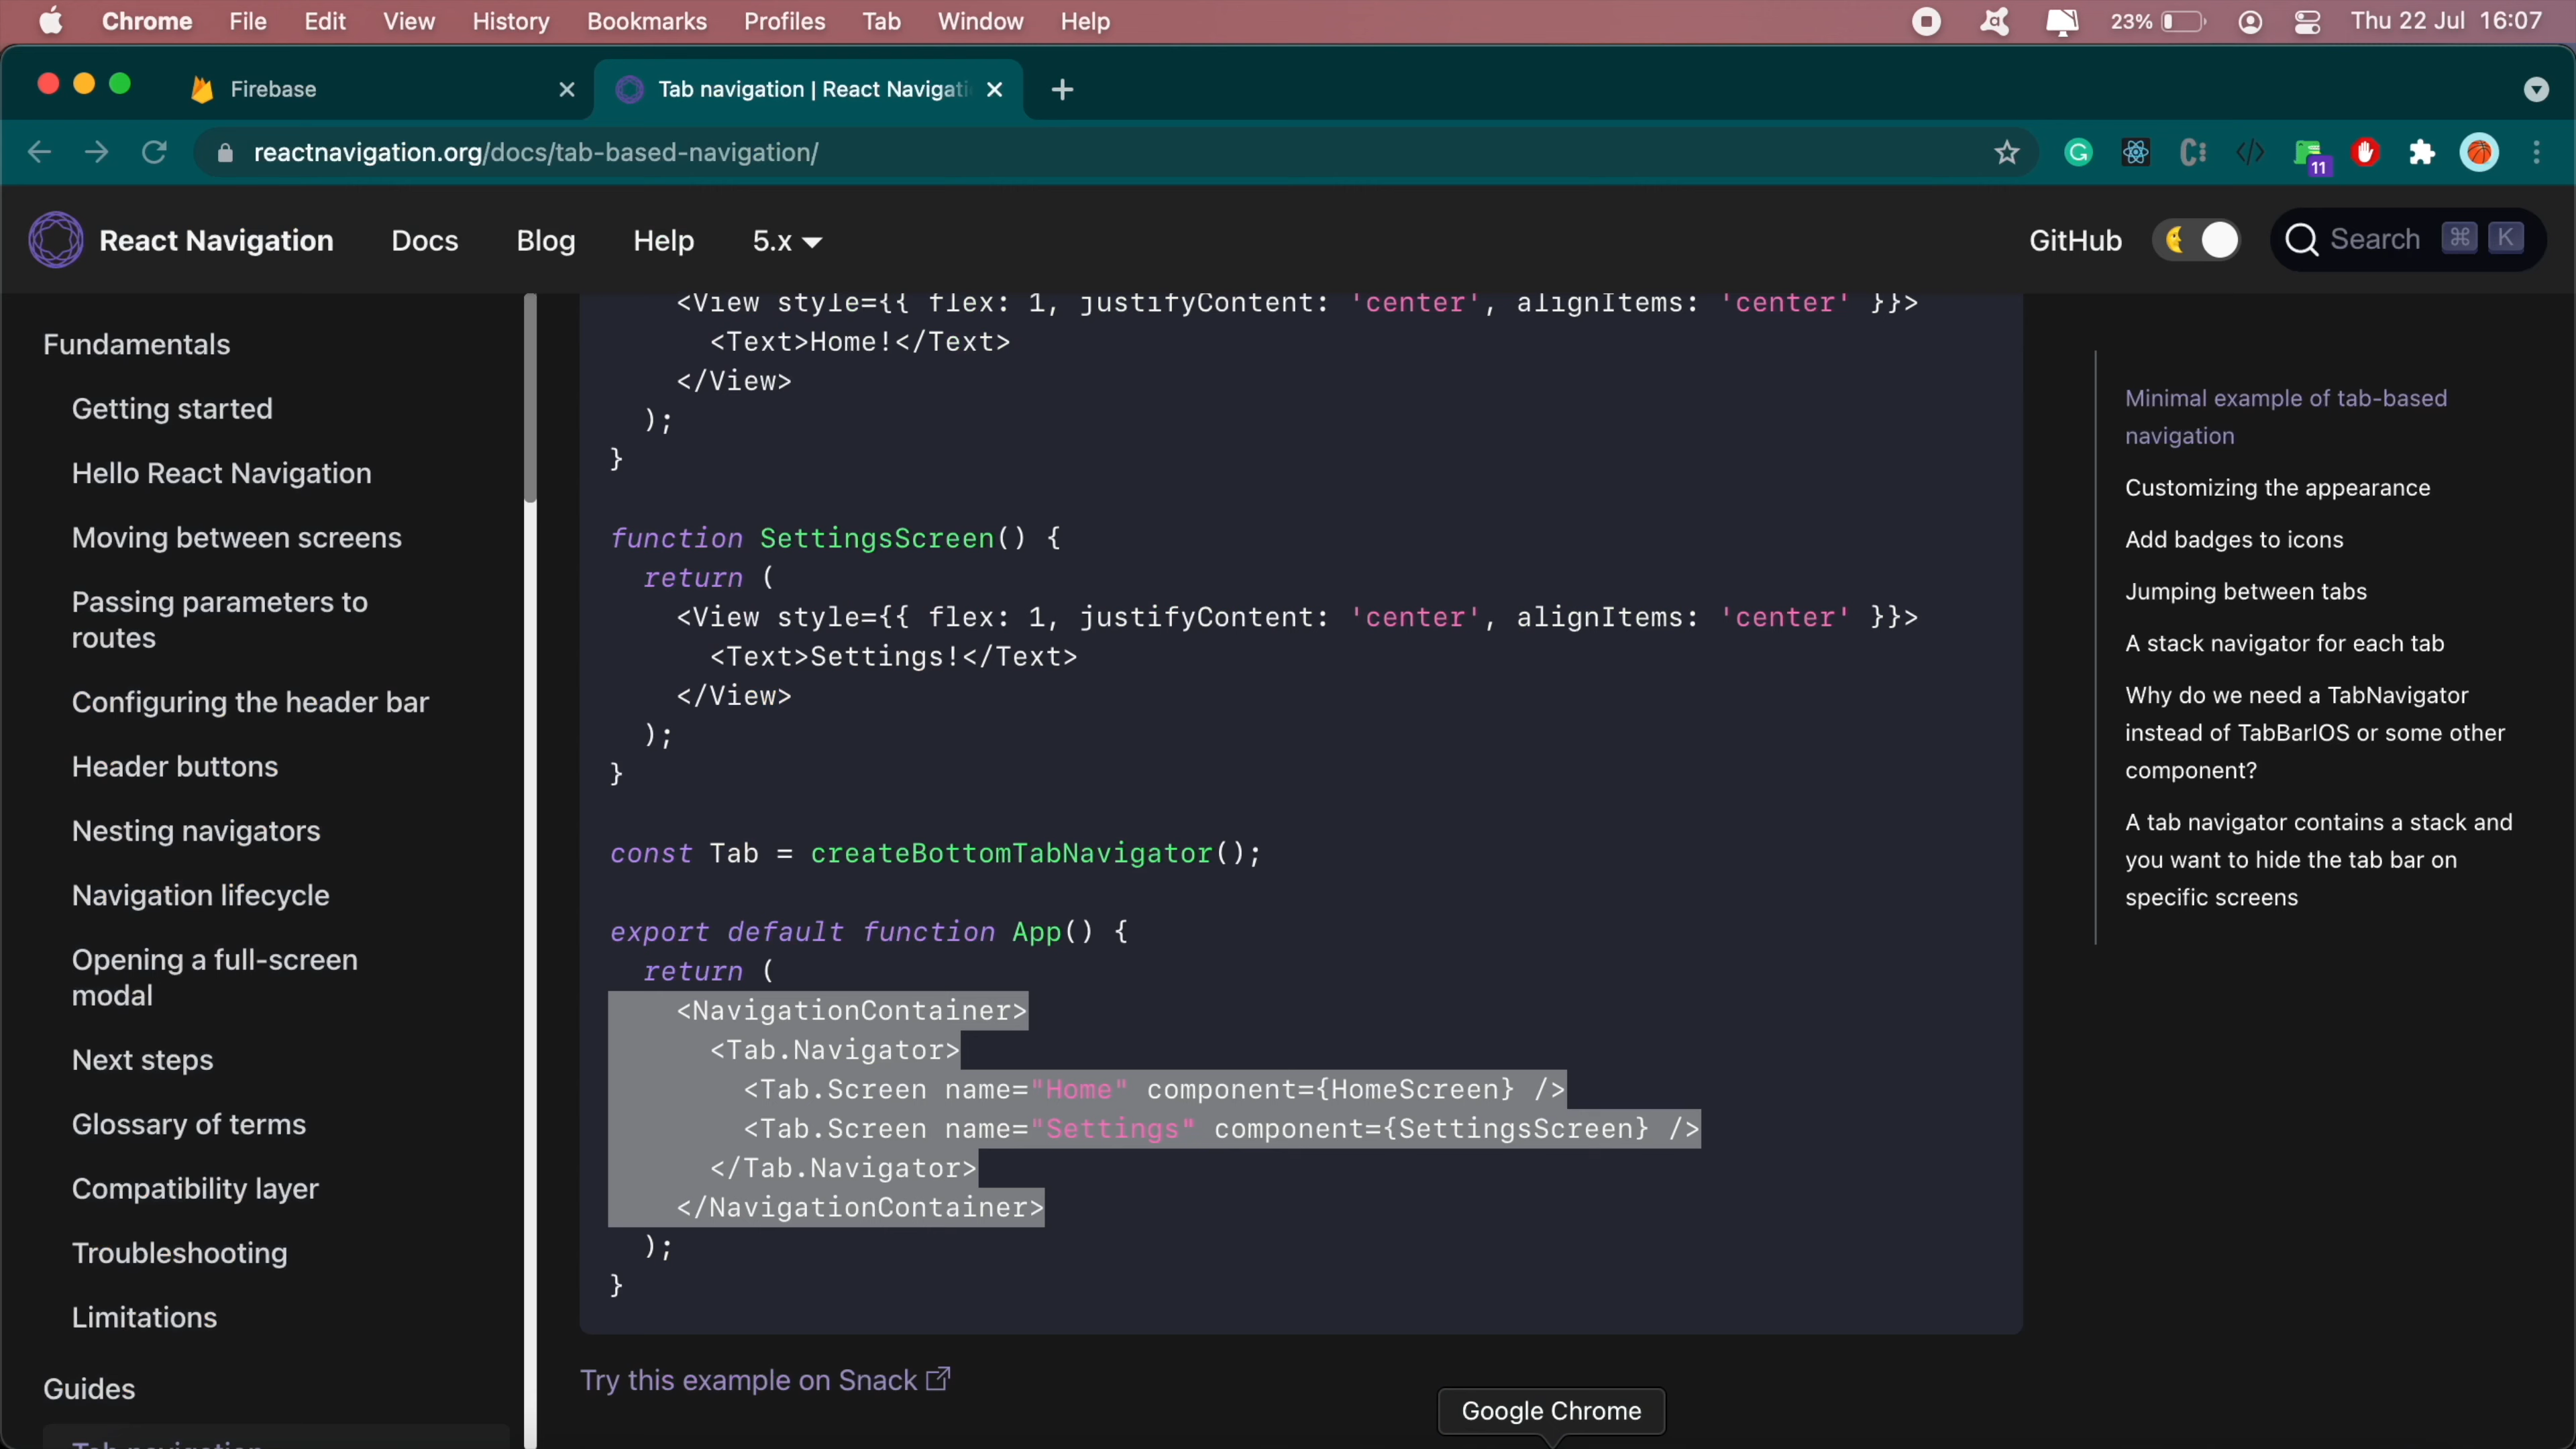 Chrome File Edit View History Bookmarks Profiles Tab Window Help 23% Thu 22 Jul 16:07
Firebase
Tab navigation | React Navigati
reactnavigation.org/docs/tab-based-navigation/
11
React Navigation Docs Blog Help 5.x GitHub Search ⌘ K
Fundamentals
Getting started
Hello React Navigation
Moving between screens
Passing parameters to
routes
Configuring the header bar
Header buttons
Nesting navigators
Navigation lifecycle
Opening a full-screen
modal
Next steps
Glossary of terms
Compatibility layer
Troubleshooting
Limitations
Guides
Tab navigation
<View style={{ flex: 1, justifyContent: 'center', alignItems: 'center' }}>
<Text>Home!</Text>
</View>
);
}
function SettingsScreen() {
return (
<View style={{ flex: 1, justifyContent: 'center', alignItems: 'center' }}>
<Text>Settings!</Text>
</View>
);
}
const Tab = createBottomTabNavigator();
export default function App() {
return (
<NavigationContainer>
<Tab.Navigator>
<Tab.Screen name="Home" component={HomeScreen} />
<Tab.Screen name="Settings" component={SettingsScreen} />
</Tab.Navigator>
</NavigationContainer>
);
}
Try this example on Snack
Google Chrome
Minimal example of tab-based
navigation
Customizing the appearance
Add badges to icons
Jumping between tabs
A stack navigator for each tab
Why do we need a TabNavigator
instead of TabBarIOS or some other
component?
A tab navigator contains a stack and
you want to hide the tab bar on
specific screens